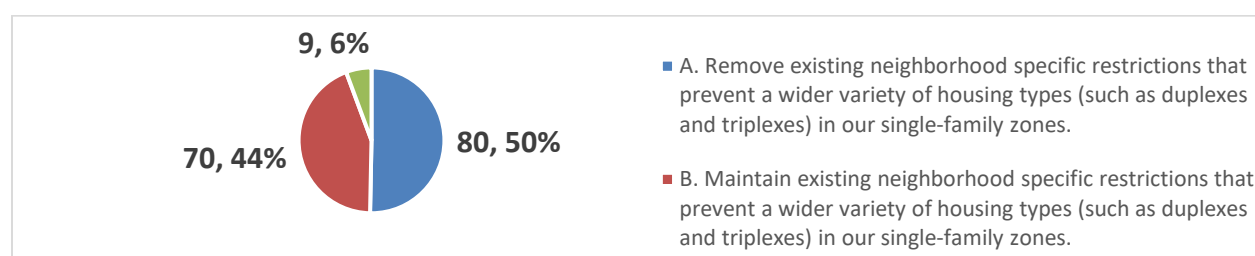 9, 6%
70, 44%
80, 50%
A. Remove existing neighborhood specific restrictions that
prevent a wider variety of housing types (such as duplexes
and triplexes) in our single-family zones.
B. Maintain existing neighborhood specific restrictions that
prevent a wider variety of housing types (such as duplexes
and triplexes) in our single-family zones.